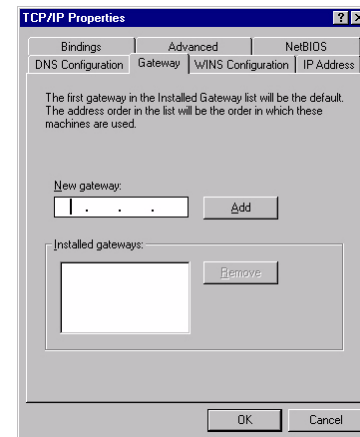 TCP/IP Properties
Bindings Advanced NetBIOS
DNS Configuration Gateway WINS Configuration IP Address
The first gateway in the Installed Gateway list will be the default.
The address order in the list will be the order in which these
machines are used.
New gateway:
. . .
Add
Installed gateways:
Remove
OK Cancel